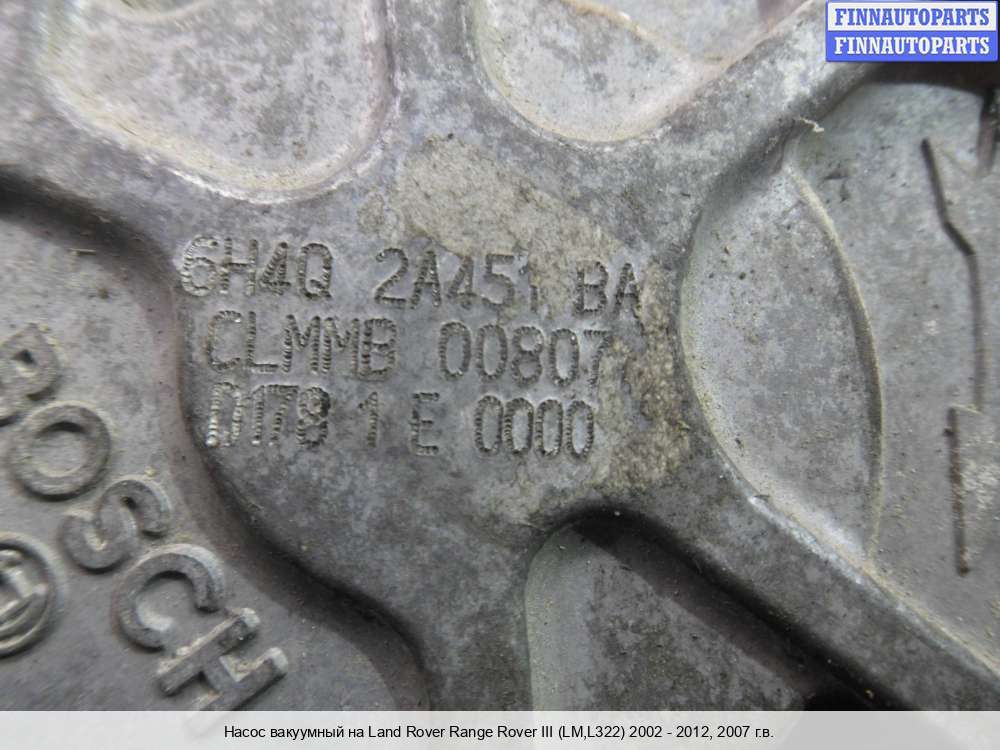 FINNAUTOPARTS
FINNAUTOPARTS
6H4Q 2A451 BA
CLMMB 00807
D178 1 E 0000
BOSCH
Насос вакуумный на Land Rover Range Rover III (LM,L322) 2002 - 2012, 2007 г.в.